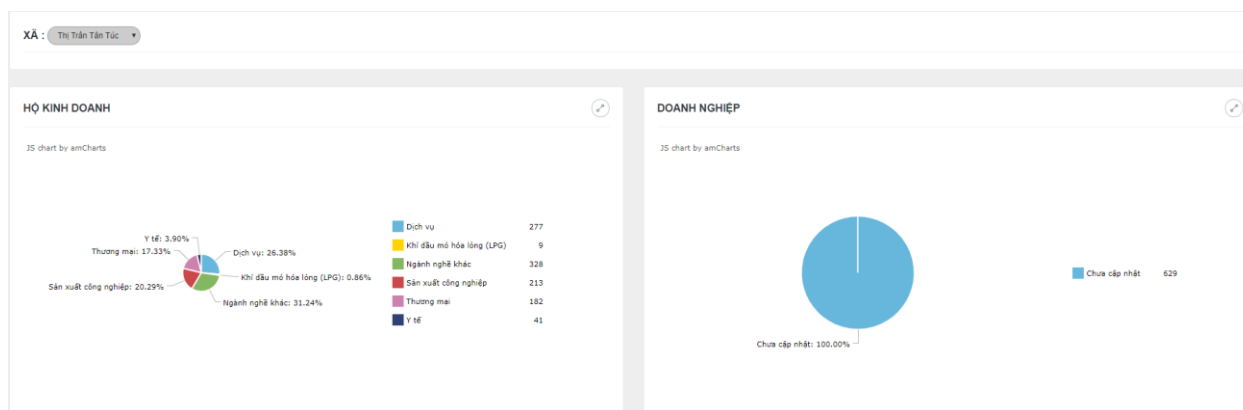 XÃ : Thị Trấn Tân Túc
HỘ KINH DOANH
JS chart by amCharts
Y tế: 3.90%
Thương mại: 17.33%
Sản xuất công nghiệp: 20.29%
Dịch vụ: 26.38%
Khí dầu mỏ hóa lỏng (LPG): 0.86%
Ngành nghề khác: 31.24%
Dịch vụ 277
Khí dầu mỏ hóa lỏng (LPG) 9
Ngành nghề khác 328
Sản xuất công nghiệp 213
Thương mại 182
Y tế 41
DOANH NGHIỆP
JS chart by amCharts
Chưa cập nhật: 100.00%
Chưa cập nhật 629